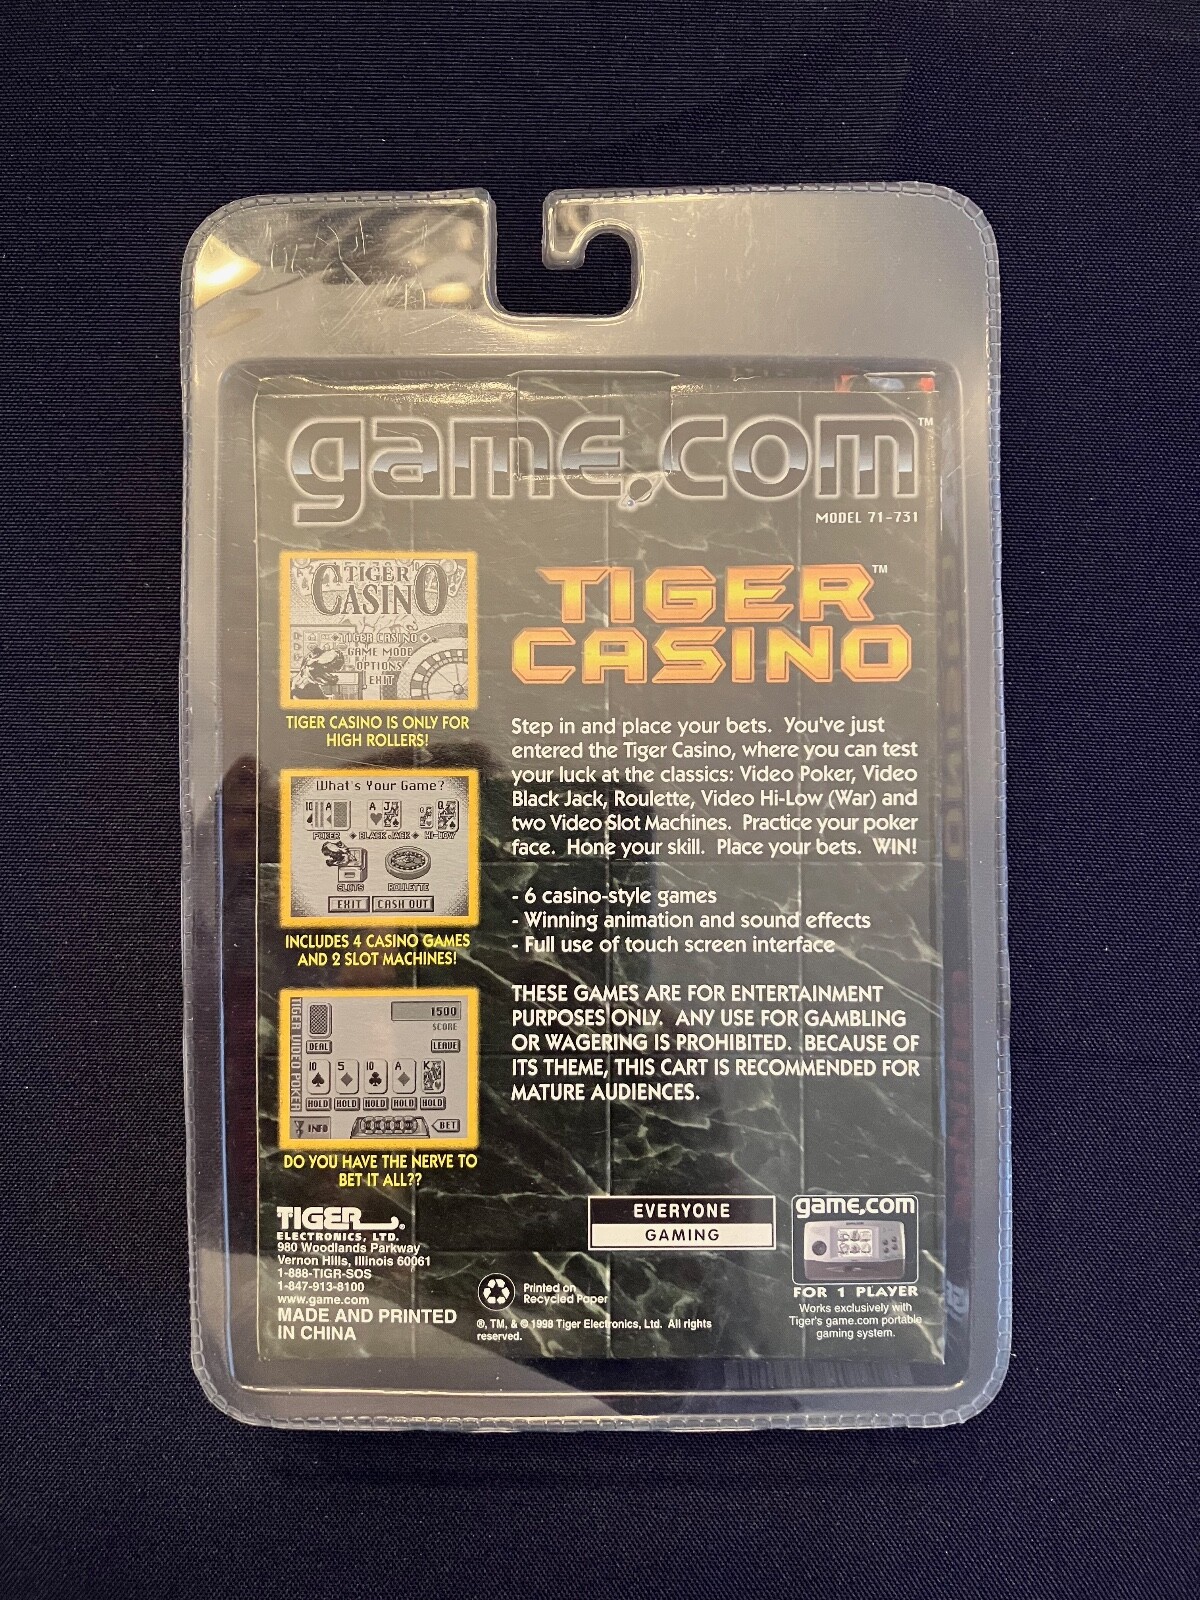 game.com™
MODEL 71-731
TIGER
CASINO
TIGER CASINO
GAME MODE
OPTIONS
EXIT
TIGER CASINO IS ONLY FOR
HIGH ROLLERS!
What's Your Game?
10 A A J Q Q
POKER BLACK JACK HI-LOW
SLOTS ROULETTE
EXIT CASH OUT
INCLUDES 4 CASINO GAMES
AND 2 SLOT MACHINES!
TIGER VIDEO POKER
1500
SCORE
DEAL LEAVE
10 5 10 A K
HOLD HOLD HOLD HOLD HOLD
INFO BET
DO YOU HAVE THE NERVE TO
BET IT ALL??
TIGER™
CASINO
Step in and place your bets. You've just
entered the Tiger Casino, where you can test
your luck at the classics: Video Poker, Video
Black Jack, Roulette, Video Hi-Low (War) and
two Video Slot Machines. Practice your poker
face. Hone your skill. Place your bets. WIN!
- 6 casino-style games
- Winning animation and sound effects
- Full use of touch screen interface
THESE GAMES ARE FOR ENTERTAINMENT
PURPOSES ONLY. ANY USE FOR GAMBLING
OR WAGERING IS PROHIBITED. BECAUSE OF
ITS THEME, THIS CART IS RECOMMENDED FOR
MATURE AUDIENCES.
TIGER®
ELECTRONICS, LTD.
980 Woodlands Parkway
Vernon Hills, Illinois 60061
1-888-TIGR-SOS
1-847-913-8100
www.game.com
MADE AND PRINTED
IN CHINA
Printed on
Recycled Paper
®, TM, & © 1998 Tiger Electronics, Ltd. All rights
reserved.
EVERYONE
GAMING
game.com
FOR 1 PLAYER
Works exclusively with
Tiger's game.com portable
gaming system.